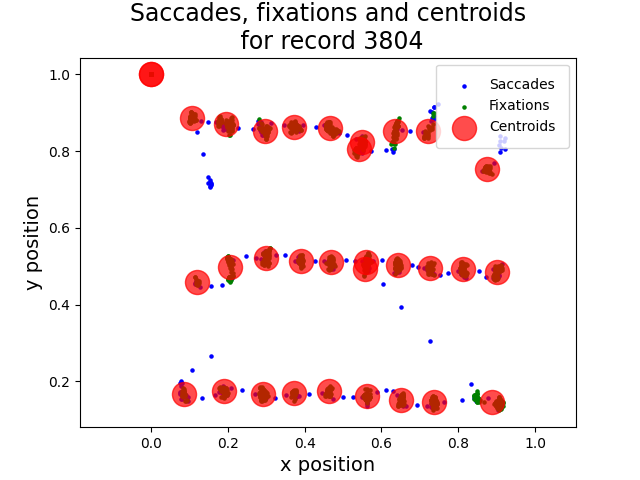 Saccades, fixations and centroids
for record 3804
Saccades
Fixations
Centroids
1.0
0.8
0.6
0.4
0.2
y position
0.0
0.2
0.4
0.6
0.8
1.0
x position